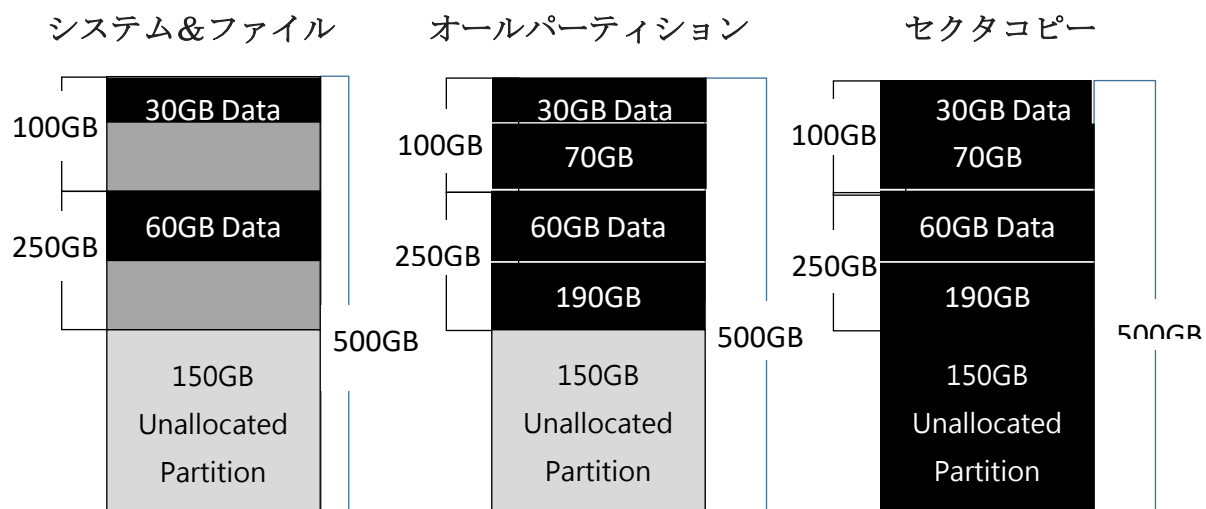 システム&ファイル
100GB
30GB Data
250GB
60GB Data
500GB
150GB
Unallocated
Partition
オールパーティション
100GB
30GB Data
70GB
250GB
60GB Data
190GB
500GB
150GB
Unallocated
Partition
セクタコピー
100GB
30GB Data
70GB
250GB
60GB Data
190GB
500GB
150GB
Unallocated
Partition